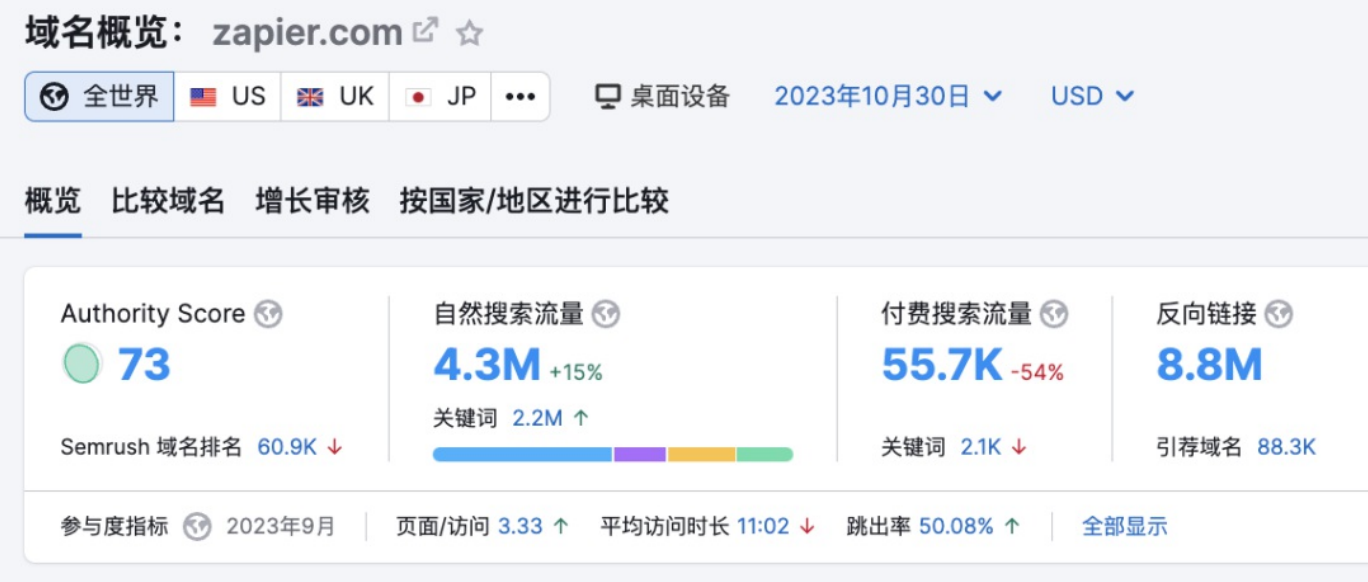 域名概览： zapier.com
全世界 US UK JP ••• 桌面设备 2023年10月30日 USD
概览 比较域名 增长审核 按国家/地区进行比较
Authority Score 自然搜索流量 付费搜索流量 反向链接
73 4.3M +15% 55.7K -54% 8.8M
关键词 2.2M ↑
Semrush 域名排名 60.9K ↓ 关键词 2.1K ↓ 引荐域名 88.3K
参与度指标 2023年9月 页面/访问 3.33 ↑ 平均访问时长 11:02 ↓ 跳出率 50.08% ↑ 全部显示